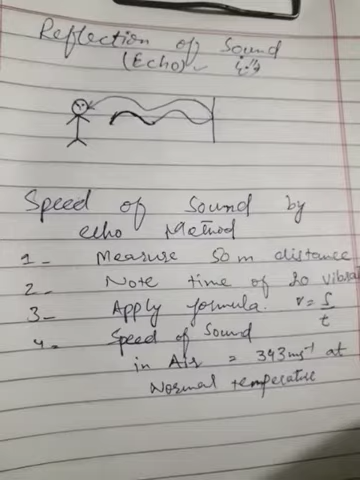 Reflection of Sound
(Echo)
Speed of Sound by
echo Method
1- Measure 50 m distance
2- Note time of 20 vibra
3- Apply formula. v = S/t
4. Speed of Sound
in Air = 343 ms⁻¹ at
Normal temperature